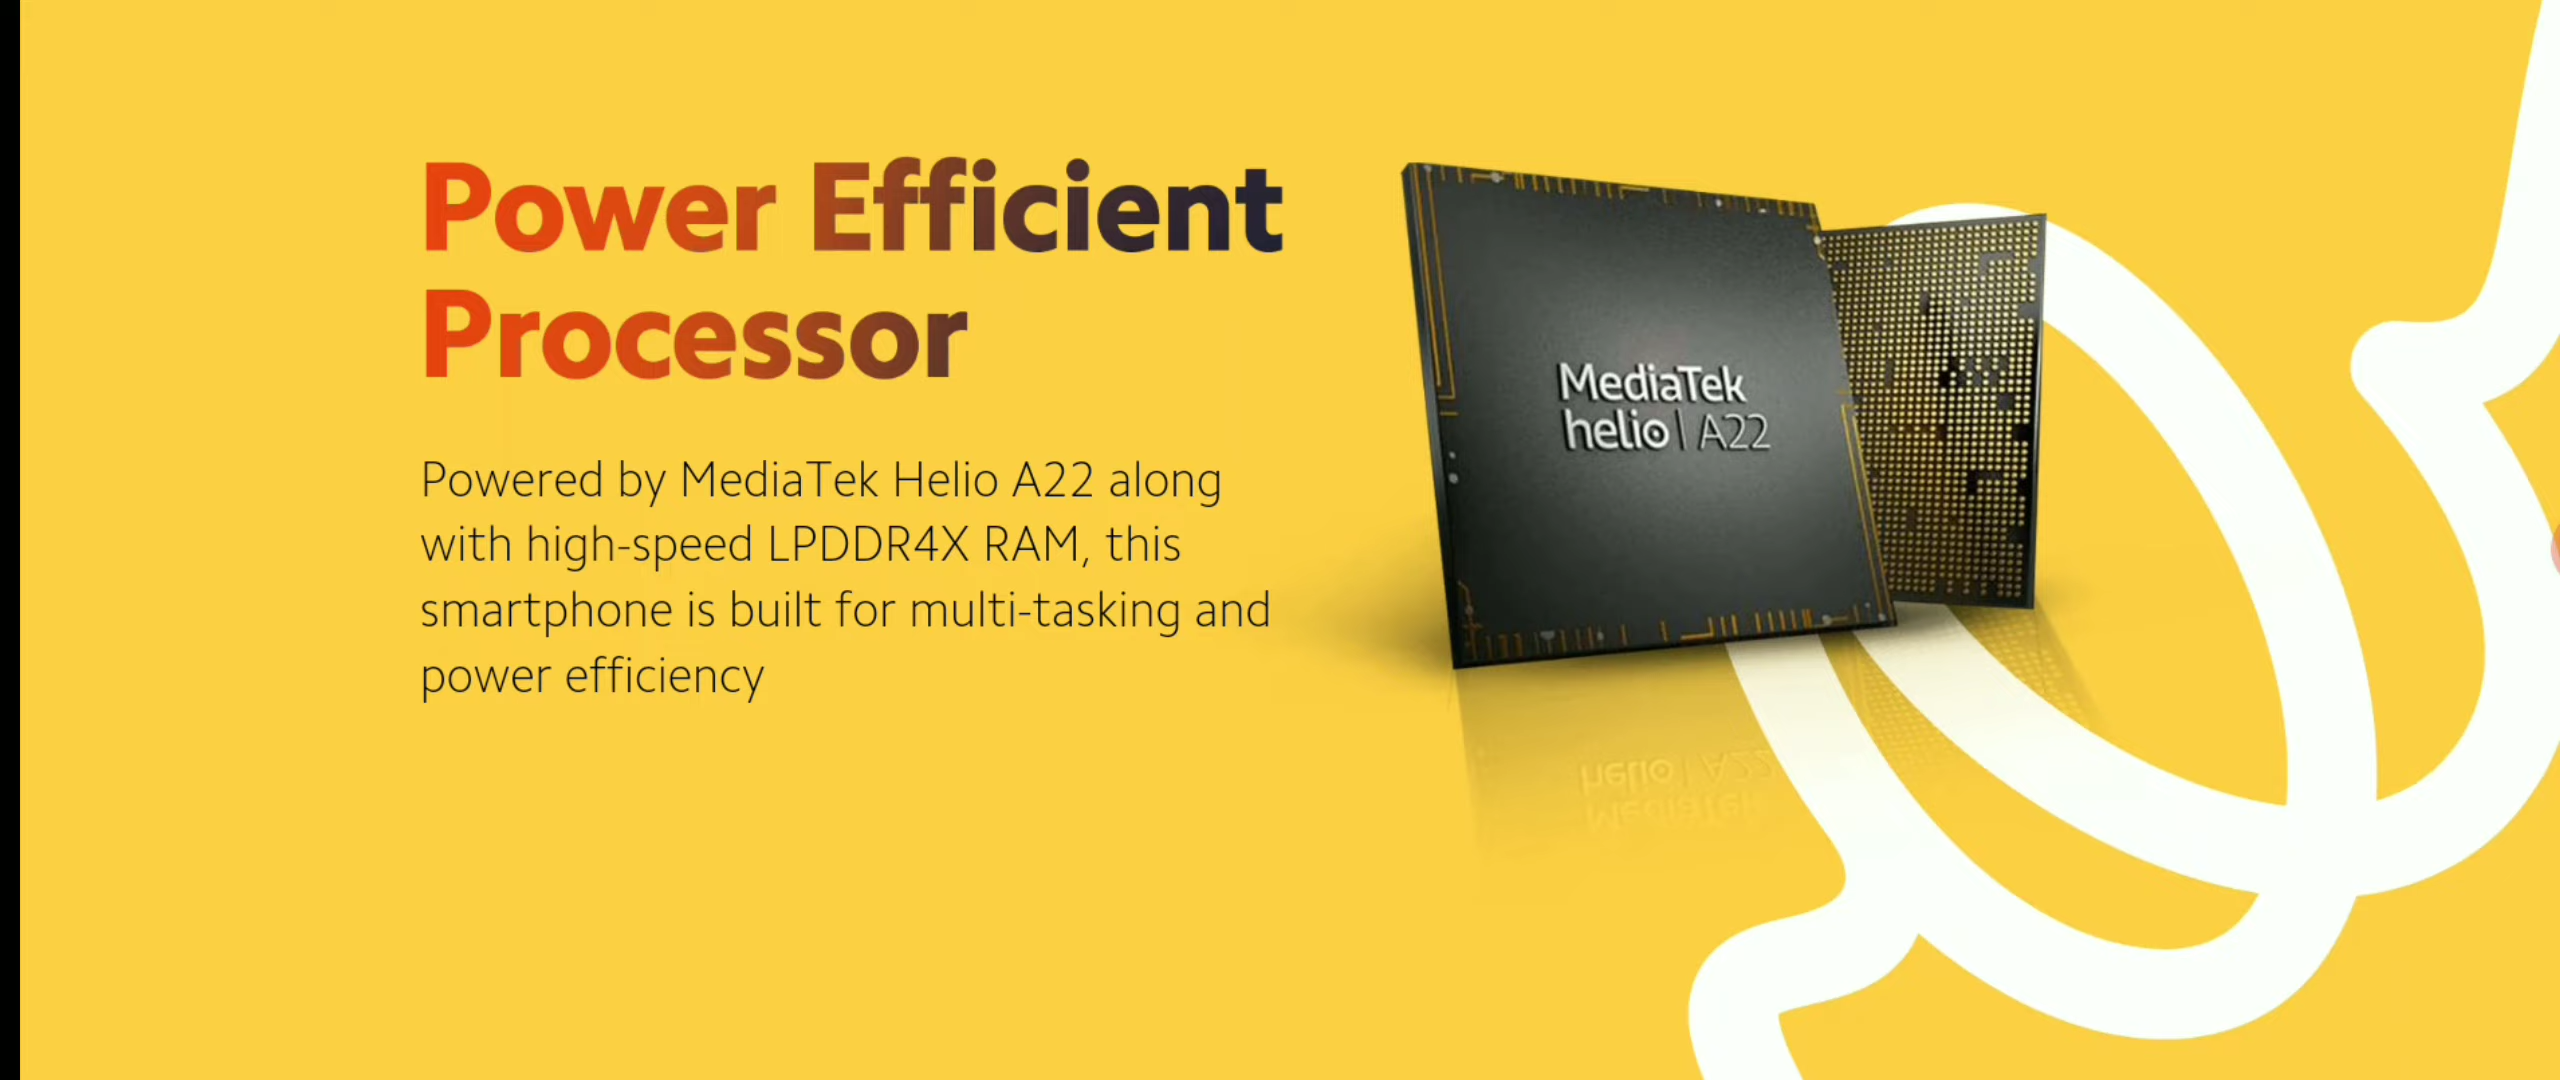 Power Efficient
Processor
Powered by MediaTek Helio A22 along
with high-speed LPDDR4X RAM, this
smartphone is built for multi-tasking and
power efficiency
MediaTek
helio | A22